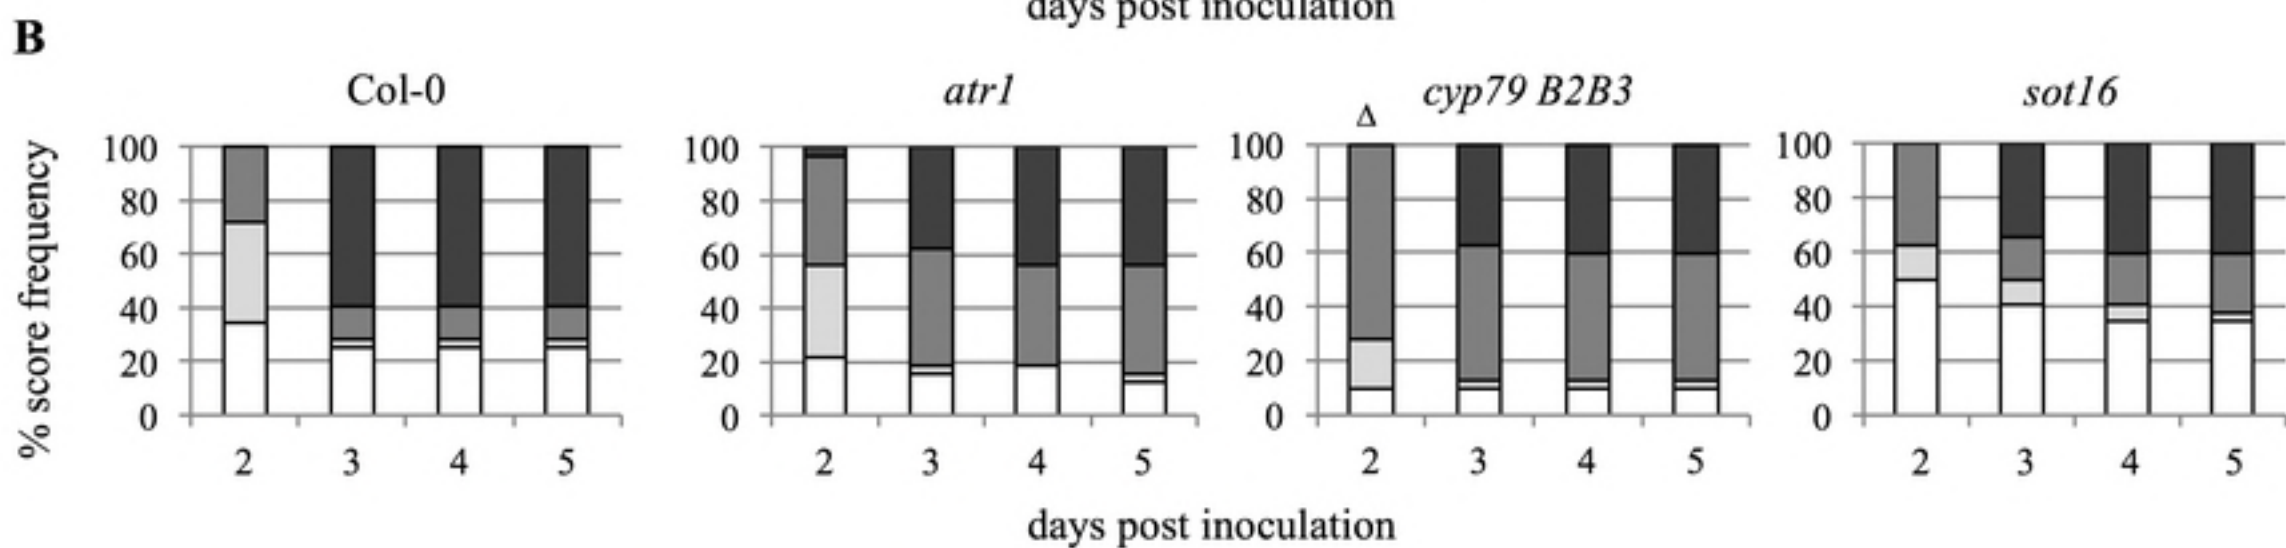 days post inoculation
B
Col-0 atr1 cyp79 B2B3 sot16
Δ
% score frequency
100 100 100 100
80 80 80 80
60 60 60 60
40 40 40 40
20 20 20 20
0 0 0 0
2 3 4 5 2 3 4 5 2 3 4 5 2 3 4 5
days post inoculation